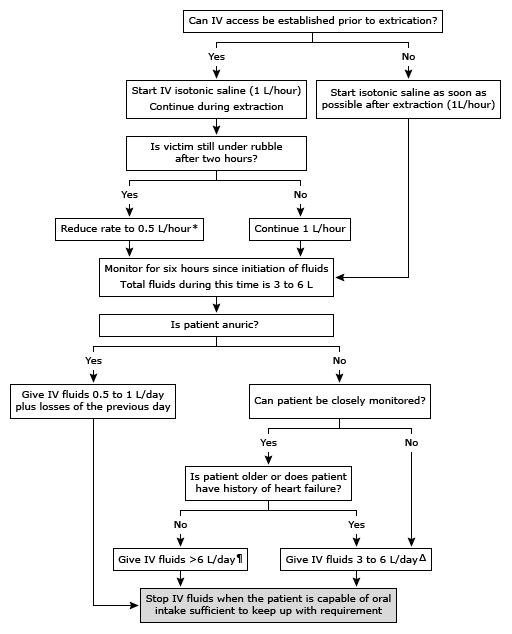 Can IV access be established prior to extrication?
Yes
No
Start IV isotonic saline (1 L/hour)
Continue during extraction
Start isotonic saline as soon as
possible after extraction (1L/hour)
Is victim still under rubble
after two hours?
Yes
No
Reduce rate to 0.5 L/hour*
Continue 1 L/hour
Monitor for six hours since initiation of fluids
Total fluids during this time is 3 to 6 L
Is patient anuric?
Yes
No
Give IV fluids 0.5 to 1 L/day
plus losses of the previous day
Can patient be closely monitored?
Yes
No
Is patient older or does patient
have history of heart failure?
No
Yes
Give IV fluids >6 L/day¶
Give IV fluids 3 to 6 L/dayΔ
Stop IV fluids when the patient is capable of oral
intake sufficient to keep up with requirement